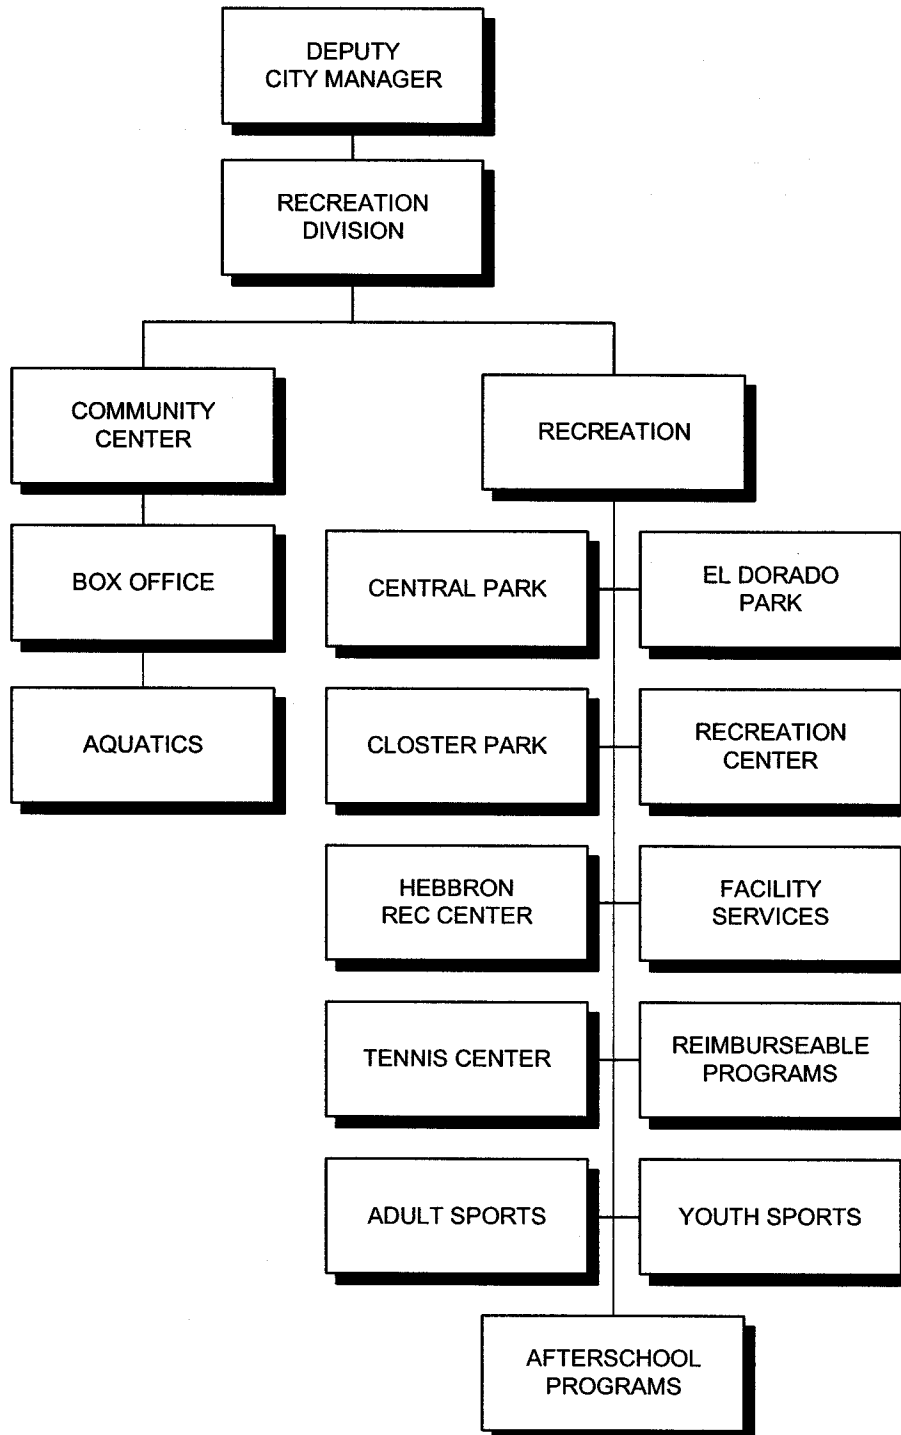 DEPUTY
CITY MANAGER
RECREATION
DIVISION
COMMUNITY
CENTER
RECREATION
BOX OFFICE
CENTRAL PARK
EL DORADO
PARK
AQUATICS
CLOSTER PARK
RECREATION
CENTER
HEBBRON
REC CENTER
FACILITY
SERVICES
TENNIS CENTER
REIMBURSEABLE
PROGRAMS
ADULT SPORTS
YOUTH SPORTS
AFTERSCHOOL
PROGRAMS